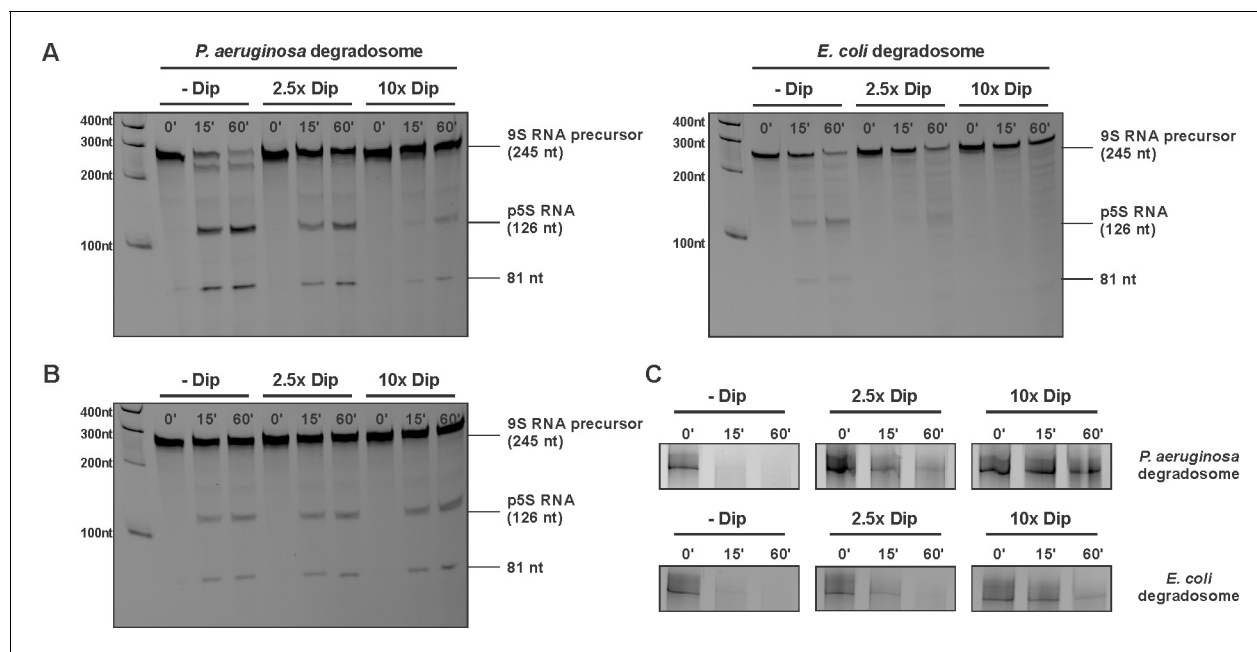 A
P. aeruginosa degradosome
- Dip 2.5x Dip 10x Dip
400nt
300nt
200nt
100nt
0' 15' 60' 0' 15' 60' 0' 15' 60'
9S RNA precursor
(245 nt)
p5S RNA
(126 nt)
81 nt
E. coli degradosome
- Dip 2.5x Dip 10x Dip
400nt
300nt
200nt
100nt
0' 15' 60' 0' 15' 60' 0' 15' 60'
9S RNA precursor
(245 nt)
p5S RNA
(126 nt)
81 nt
B
- Dip 2.5x Dip 10x Dip
400nt
300nt
200nt
100nt
0' 15' 60' 0' 15' 60' 0' 15' 60'
9S RNA precursor
(245 nt)
p5S RNA
(126 nt)
81 nt
C
- Dip 2.5x Dip 10x Dip
0' 15' 60' 0' 15' 60' 0' 15' 60'
P. aeruginosa
degradosome
- Dip 2.5x Dip 10x Dip
0' 15' 60' 0' 15' 60' 0' 15' 60'
E. coli
degradosome